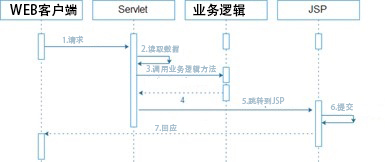 WEB客户端
Servlet
业务逻辑
JSP
1.请求
2.读取数据
3.调用业务逻辑方法
4
5.跳转到JSP
6.提交
7.回应